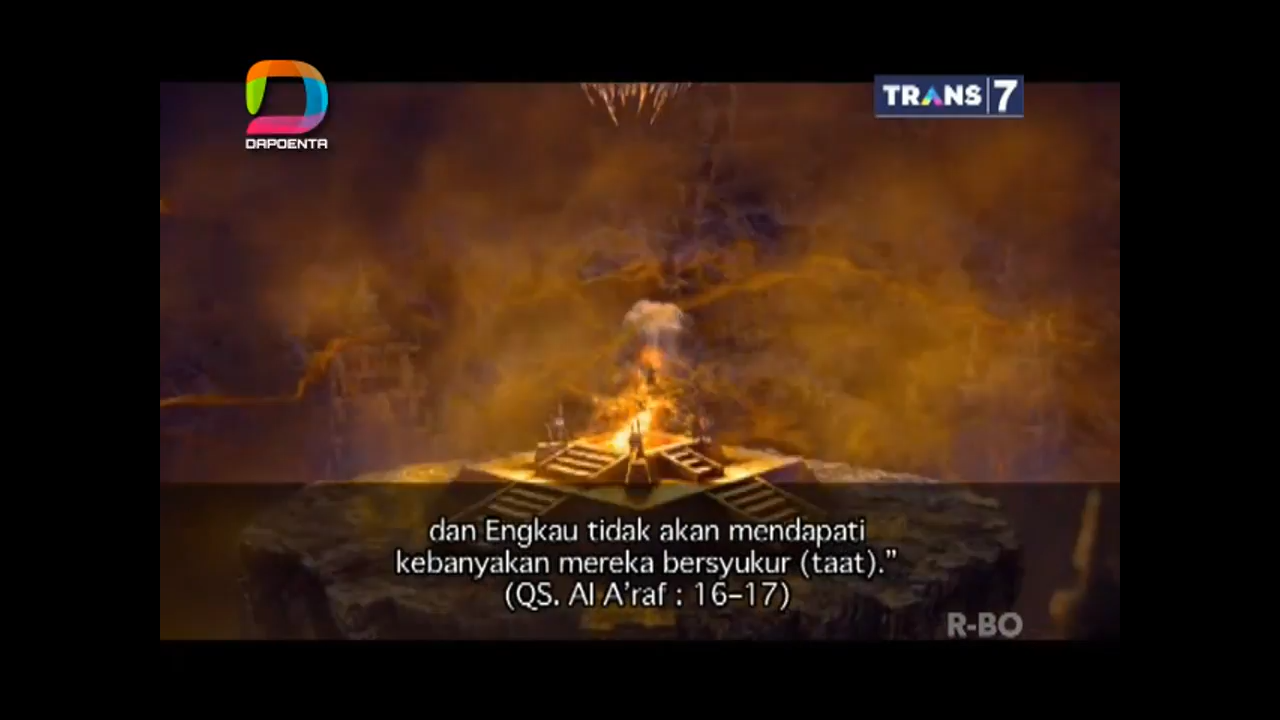 DAPOENTA
TRANS 7
dan Engkau tidak akan mendapati
kebanyakan mereka bersyukur (taat)."
(QS. Al A'raf : 16-17)
R-BO